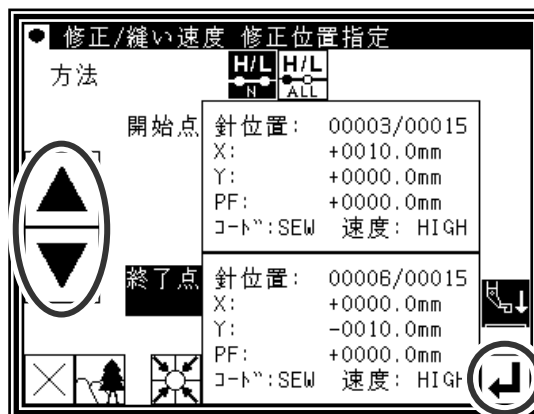 修正/縫い速度 修正位置指定
方法
H/L N H/L ALL
開始点
針位置: 00003/00015
X: +0010.0mm
Y: +0000.0mm
PF: +0000.0mm
コード:SEW 速度: HIGH
終了点
針位置: 00006/00015
X: +0000.0mm
Y: -0010.0mm
PF: +0000.0mm
コード:SEW 速度: HIGH